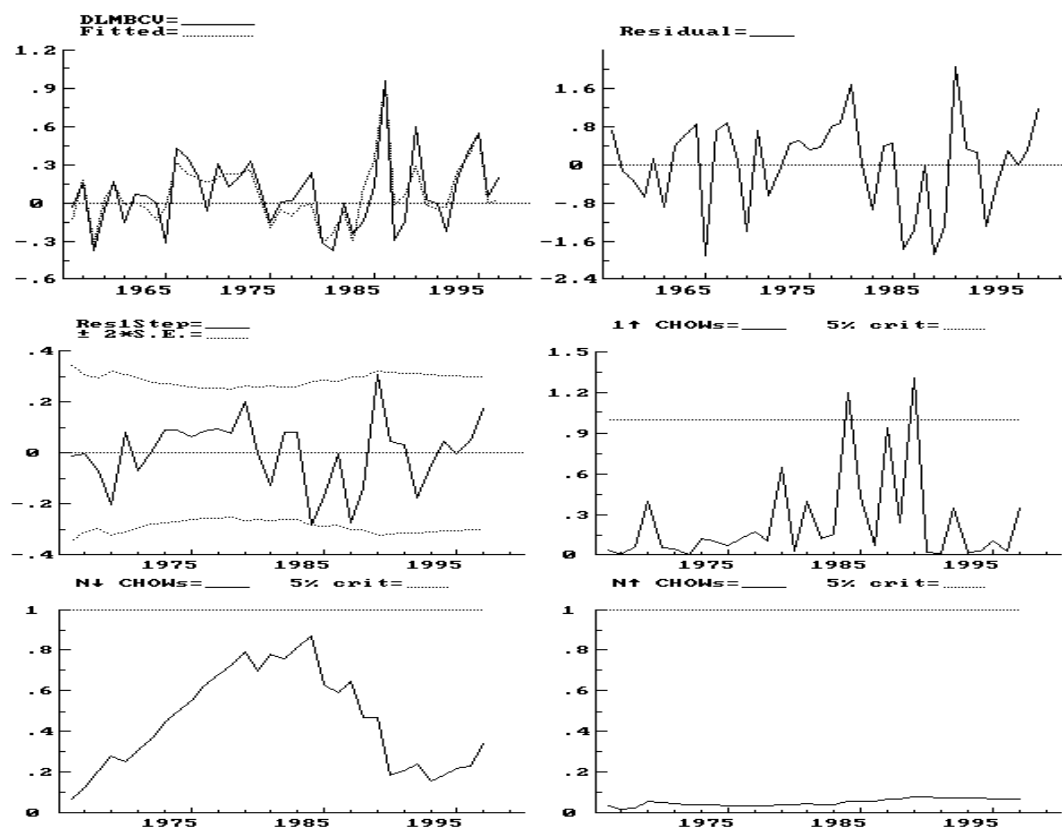 DLMBCV=
Fitted=
1.2
.9
.6
.3
0
-.3
-.6
1965 1975 1985 1995
Residual=
1.6
.8
0
-.8
-1.6
-2.4
1965 1975 1985 1995
Res1Step=
± 2*S.E.=
.4
.2
0
-.2
-.4
1975 1985 1995
1↑ CHOWs= 5% crit=
1.5
1.2
.9
.6
.3
0
1975 1985 1995
N↓ CHOWs= 5% crit=
1
.8
.6
.4
.2
0
1975 1985 1995
N↑ CHOWs= 5% crit=
1
.8
.6
.4
.2
0
1975 1985 1995